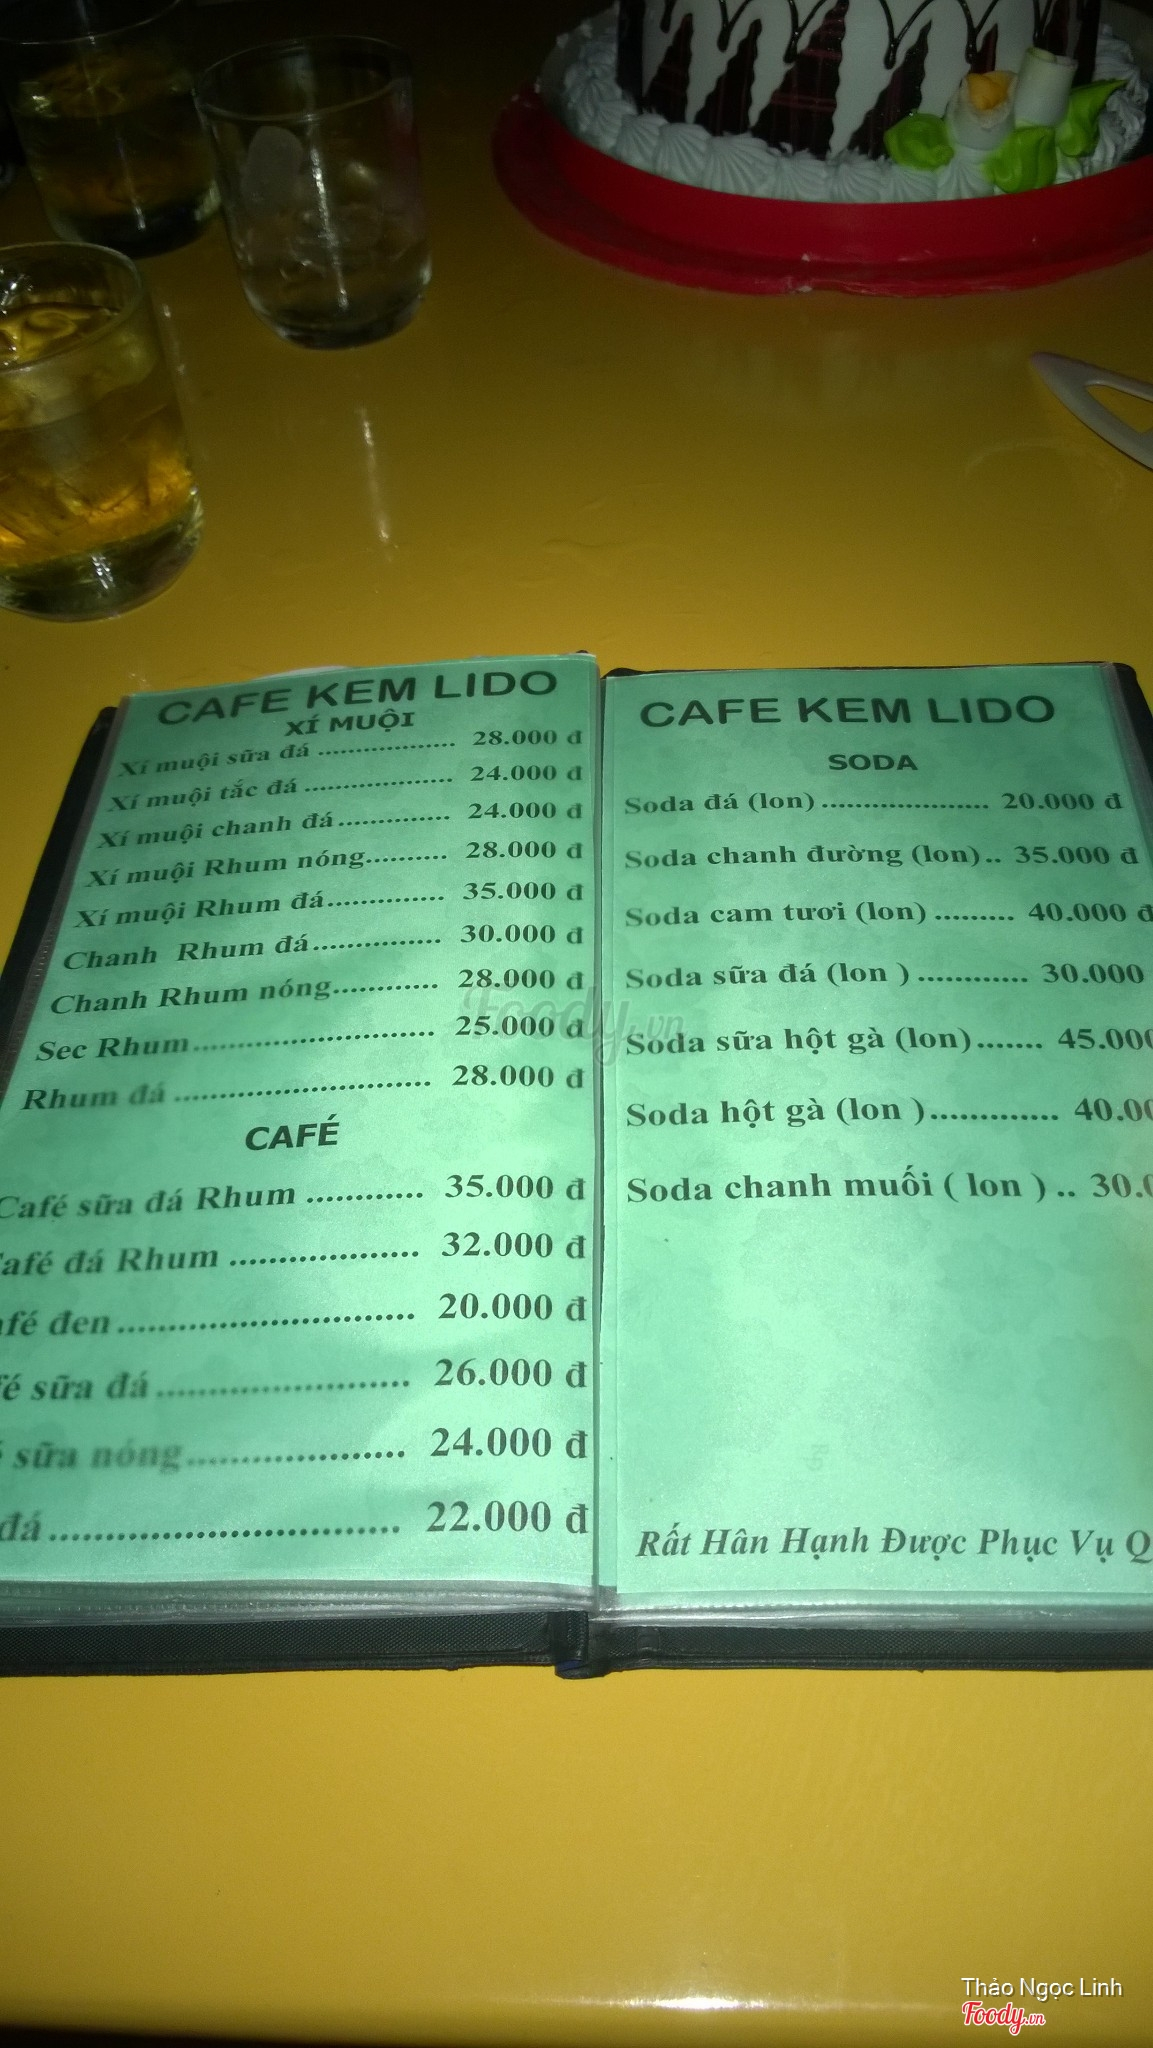 CAFE KEM LIDO
XÍ MUỘI
Xí muội sữa đá .................. 28.000 đ
Xí muội tắc đá .................... 24.000 đ
Xí muội chanh đá............... 24.000 đ
Xí muội Rhum nóng.......... 28.000 đ
Xí muội Rhum đá............... 35.000 đ
Chanh Rhum đá................ 30.000 đ
Chanh Rhum nóng............. 28.000 đ
Sec Rhum.............................. 25.000 đ
Rhum đá ............................... 28.000 đ
CAFÉ
Café sữa đá Rhum ............ 35.000 đ
Café đá Rhum ................... 32.000 đ
afé đen.............................. 20.000 đ
é sữa đá......................... 26.000 đ
sữa nóng..................... 24.000 đ
đá ............................... 22.000 đ
CAFE KEM LIDO
SODA
Soda đá (lon) ..................... 20.000 đ
Soda chanh đường (lon).. 35.000 đ
Soda cam tươi (lon) ......... 40.000 đ
Soda sữa đá (lon ) ............ 30.000
Soda sữa hột gà (lon)....... 45.000
Soda hột gà (lon )............. 40.00
Soda chanh muối ( lon ) .. 30.0
Rất Hân Hạnh Được Phục Vụ Q
Foody.vn
Thảo Ngọc Linh
Foody.vn